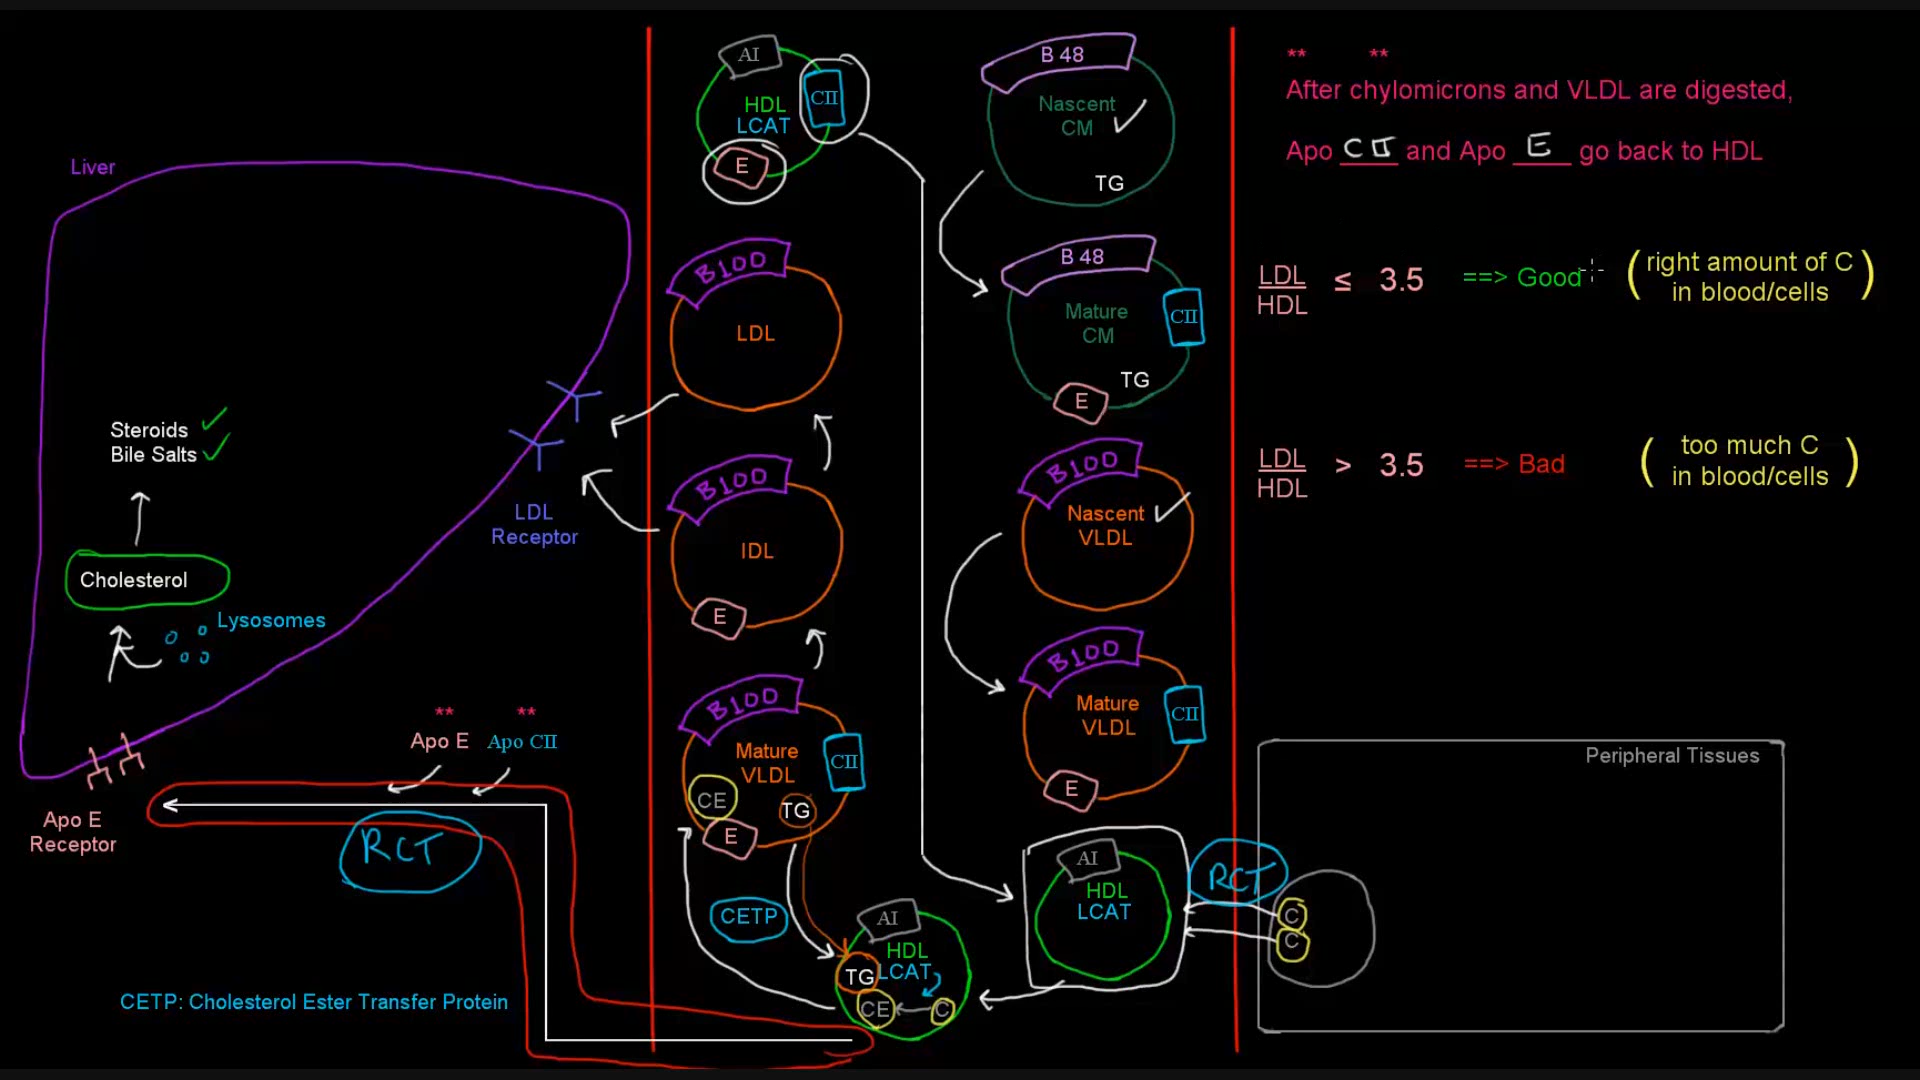 Liver
Steroids
Bile Salts
Cholesterol
Lysosomes
LDL
Receptor
** **
Apo E Apo CII
Apo E
Receptor
RCT
CETP: Cholesterol Ester Transfer Protein
AI
CII
HDL
LCAT
E
B100
LDL
B100
IDL
E
B100
Mature
VLDL
CII
CE
TG
E
CETP
AI
HDL
LCAT
TG
CE
C
B 48
Nascent
CM
TG
B 48
Mature
CM
CII
TG
E
B100
Nascent
VLDL
B100
Mature
VLDL
CII
E
AI
HDL
LCAT
RCT
C
C
Peripheral Tissues
** **
After chylomicrons and VLDL are digested,
Apo CII and Apo E go back to HDL
LDL
HDL
≤ 3.5 ==> Good
(right amount of C
in blood/cells)
LDL
HDL
> 3.5 ==> Bad
(too much C
in blood/cells)